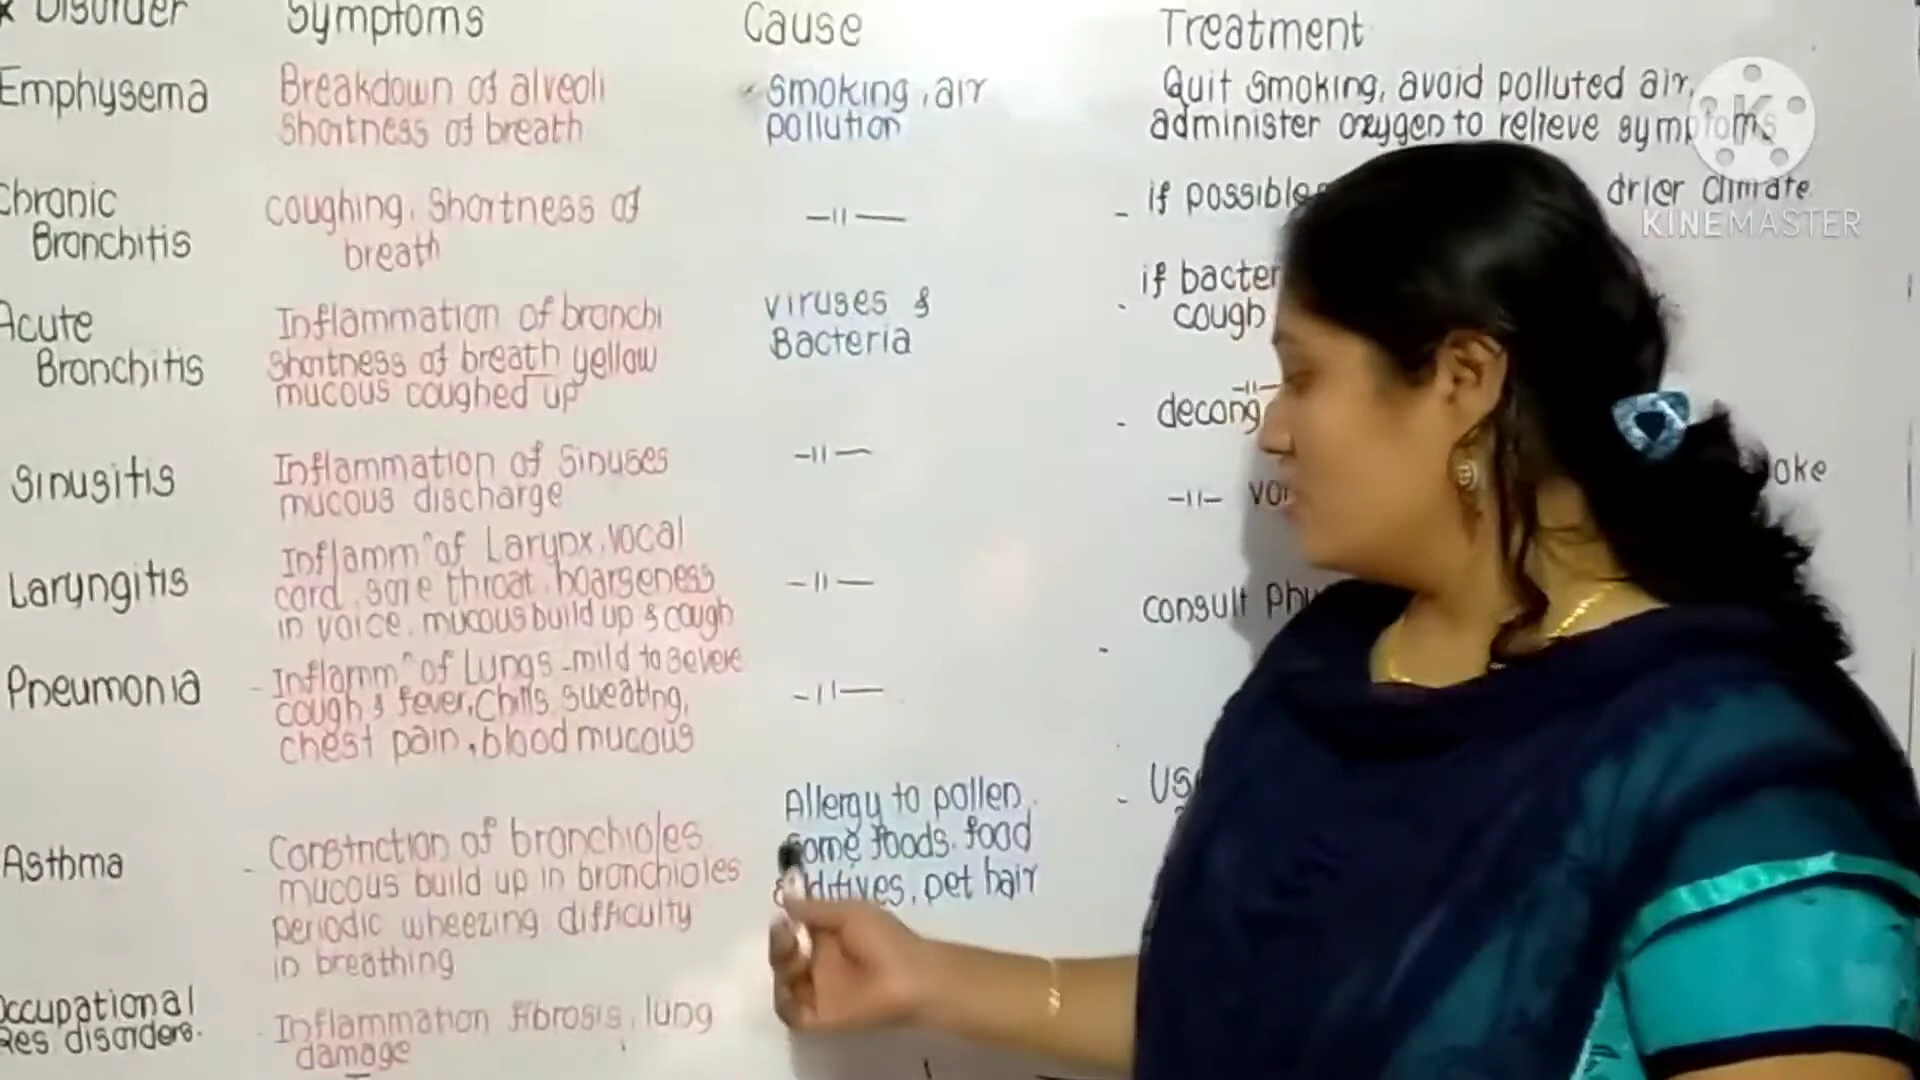 Disorder Symptoms Cause Treatment
Emphysema Breakdown of alveoli smoking, air Quit smoking, avoid polluted air,
Shortness of breath pollution administer oxygen to relieve symptoms
Chronic coughing, Shortness of -11- - if possible drier climate
Bronchitis breath
KINEMASTER
Acute Inflammation of bronchi viruses & if bacter
Bronchitis Shortness of breath yellow Bacteria - cough
mucous coughed up -11-
- decong
Sinusitis Inflammation of Sinuses -11-
mucous discharge -11- oke
Laryngitis Inflammⁿ of Larynx, vocal -11- consult
cord, sore throat, hoarseness
in voice, mucous build up & cough
Pneumonia - Inflammⁿ of Lungs - mild to severe -11-
cough & fever, chills, sweating,
chest pain, blood mucous
Asthma - Constriction of bronchioles Allergy to pollen, - Us
mucous build up in bronchioles some foods, food
periodic wheezing difficulty additives, pet hair
in breathing
Occupational - Inflammation fibrosis, lung
Res disorders. damage
K